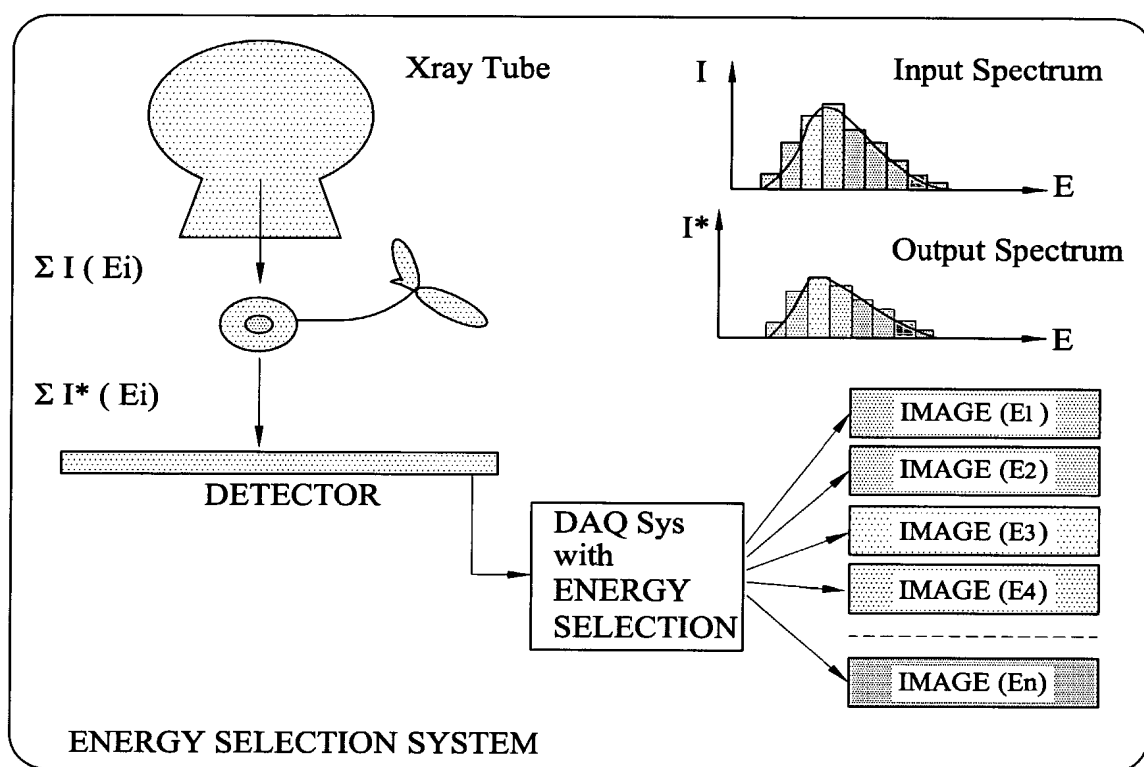 Xray Tube
I
Input Spectrum
E
I*
Output Spectrum
E
Σ I ( Ei)
Σ I* ( Ei)
DETECTOR
DAQ Sys
with
ENERGY
SELECTION
IMAGE (E1 )
IMAGE (E2)
IMAGE (E3)
IMAGE (E4)
IMAGE (En)
ENERGY SELECTION SYSTEM